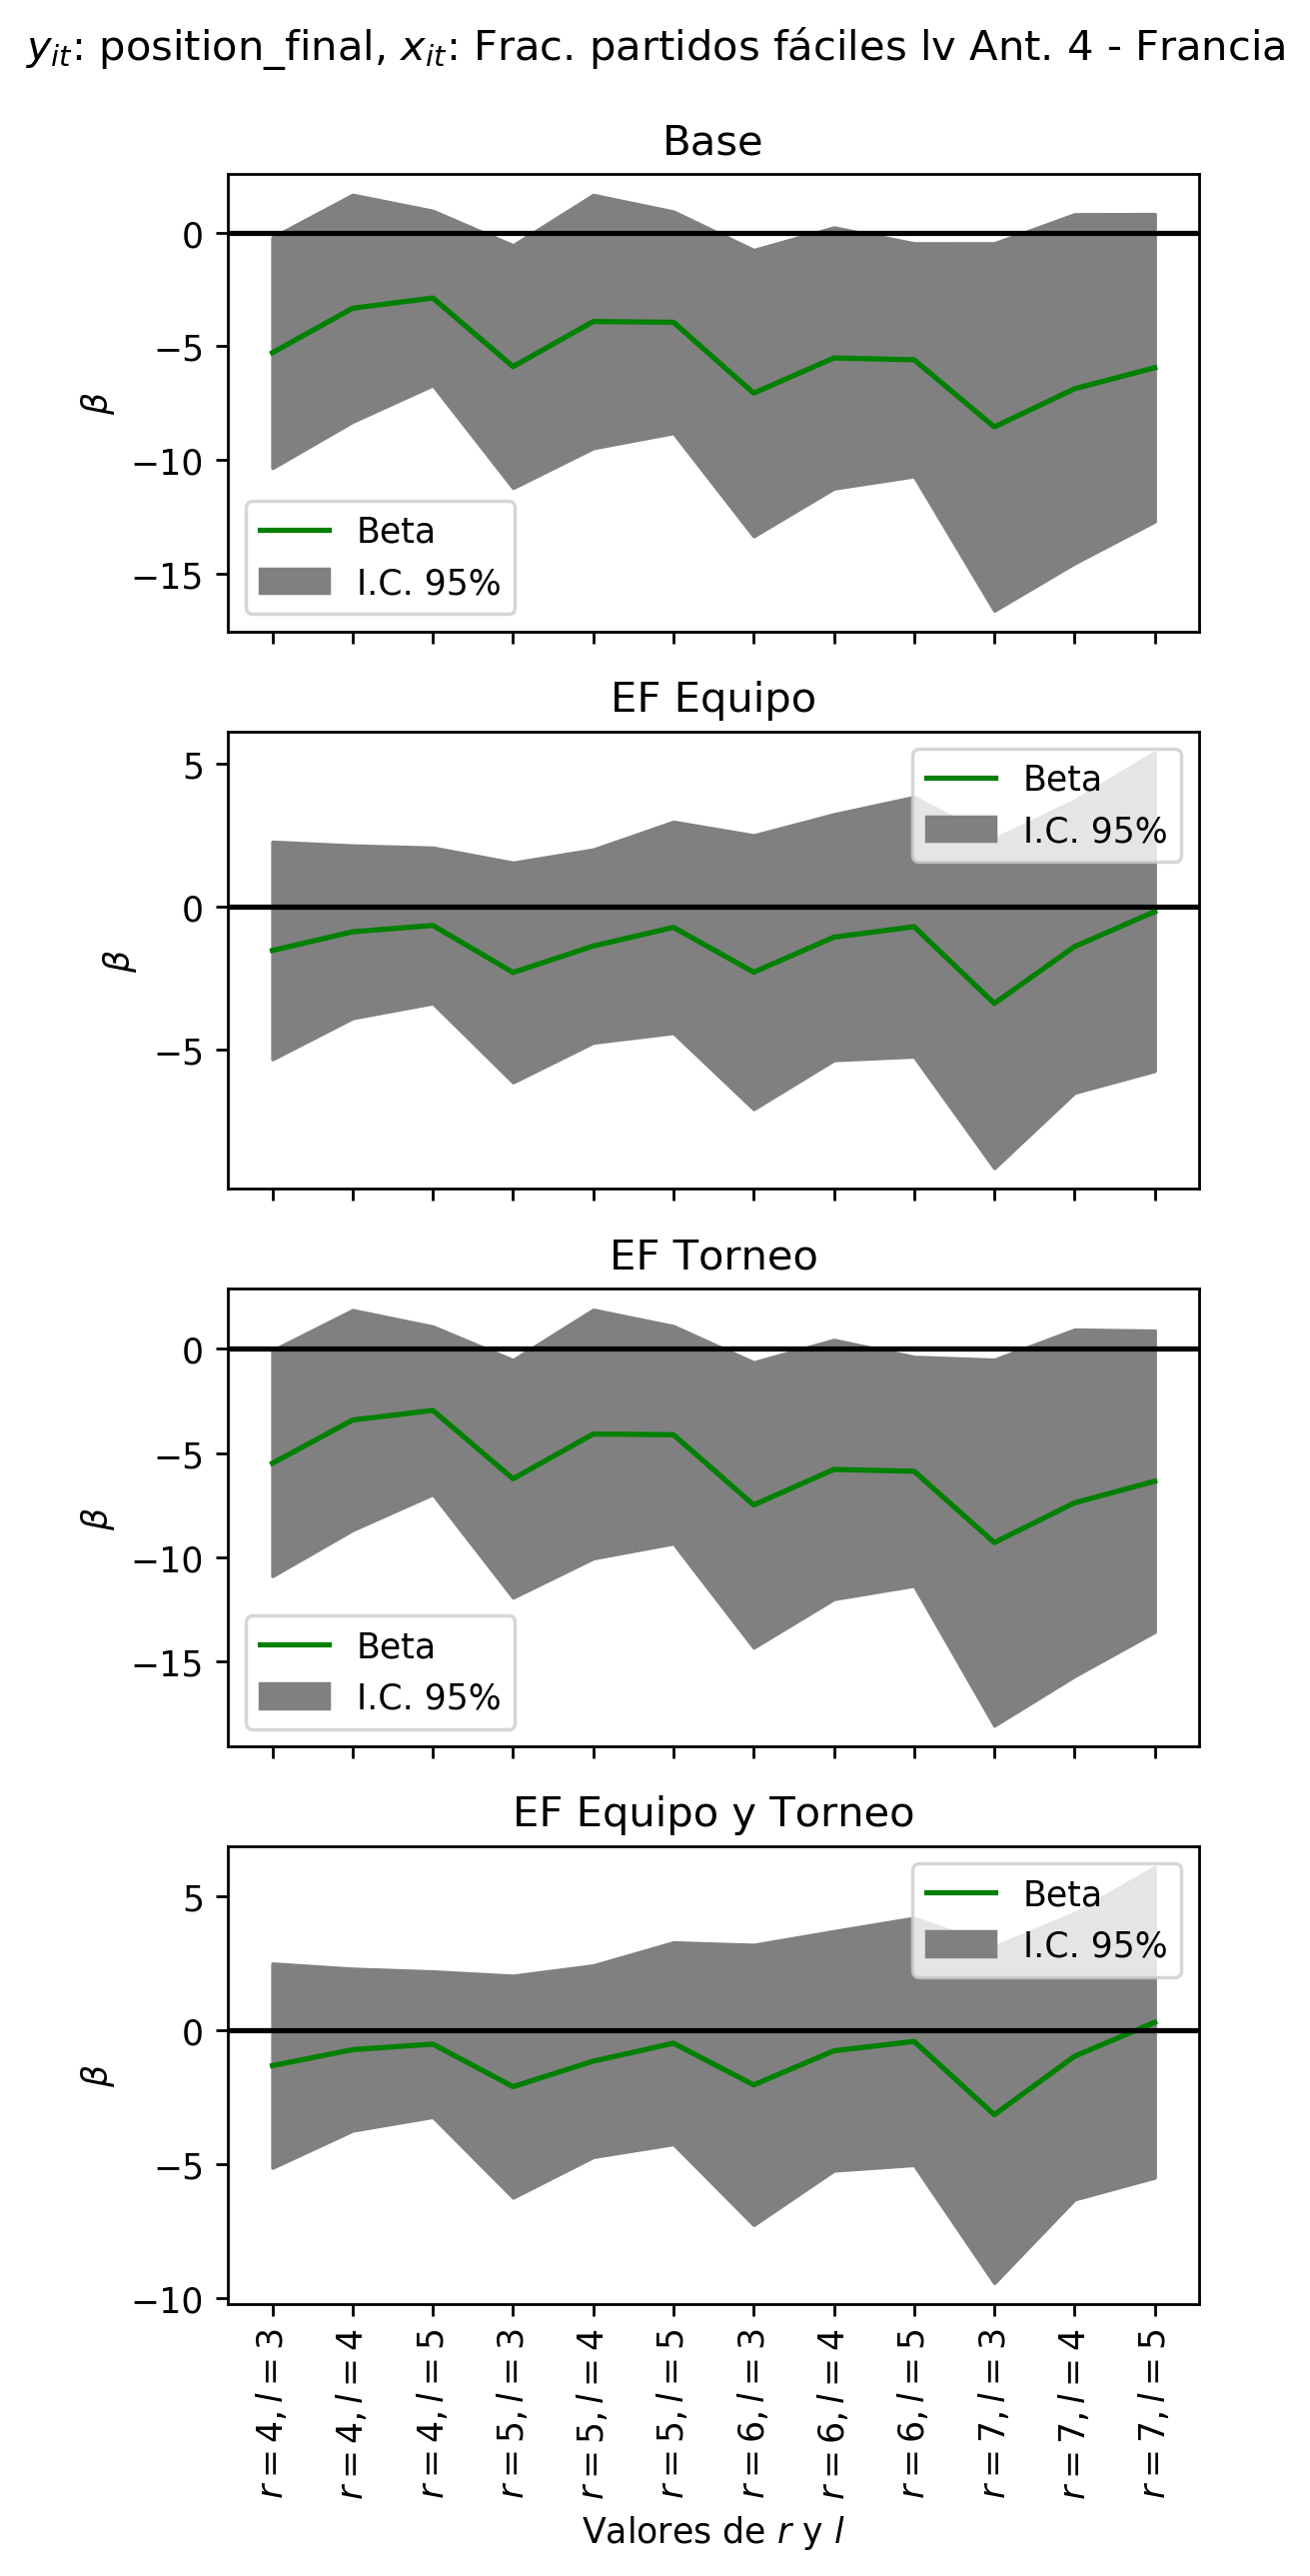 y_it: position_final, x_it: Frac. partidos fáciles lv Ant. 4 - Francia
Base
0
−5
−10
−15
β
Beta
I.C. 95%
EF Equipo
5
0
−5
β
Beta
I.C. 95%
EF Torneo
0
−5
−10
−15
β
Beta
I.C. 95%
EF Equipo y Torneo
5
0
−5
−10
β
Beta
I.C. 95%
r = 4, l = 3
r = 4, l = 4
r = 4, l = 5
r = 5, l = 3
r = 5, l = 4
r = 5, l = 5
r = 6, l = 3
r = 6, l = 4
r = 6, l = 5
r = 7, l = 3
r = 7, l = 4
r = 7, l = 5
Valores de r y l